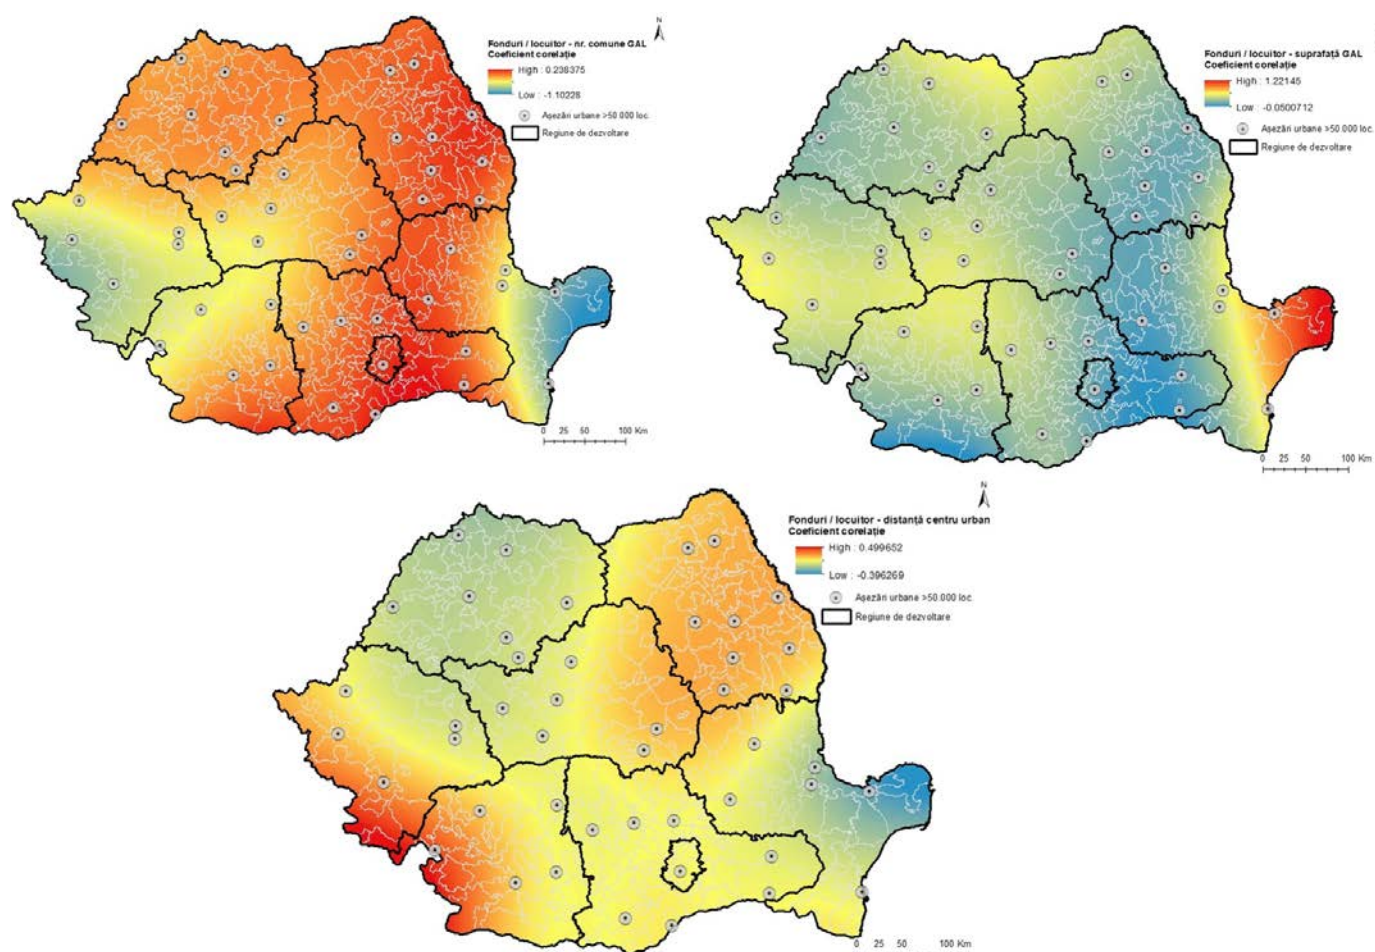 N
Fonduri / locuitor - nr. comune GAL
Coeficient corelație
High : 0.238375
Low : -1.10228
Așezări urbane >50 000 loc.
Regiune de dezvoltare
0 25 50 100 Km
N
Fonduri / locuitor - suprafață GAL
Coeficient corelație
High : 1.22145
Low : -0.0500712
Așezări urbane >50.000 loc.
Regiune de dezvoltare
0 25 50 100 Km
N
Fonduri / locuitor - distanță centru urban
Coeficient corelație
High : 0.499652
Low : -0.396269
Așezări urbane >50.000 loc.
Regiune de dezvoltare
0 25 50 100 Km